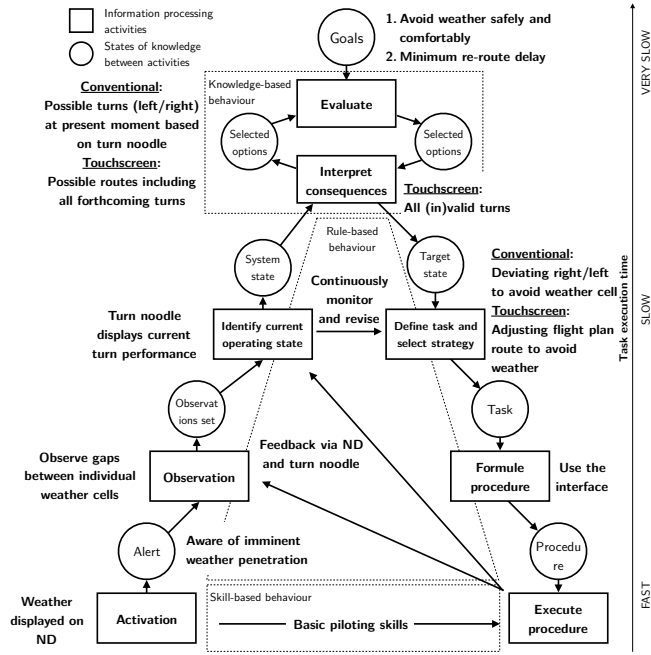 Information processing
activities
States of knowledge
between activities
Goals
1. Avoid weather safely and
comfortably
2. Minimum re-route delay
VERY SLOW
Conventional:
Possible turns (left/right)
at present moment based
on turn noodle
Touchscreen:
Possible routes including
all forthcoming turns
Knowledge-based
behaviour
Evaluate
Selected
options
Selected
options
Interpret
consequences
Touchscreen:
All (in)valid turns
Rule-based
behaviour
System
state
Target
state
Continuously
monitor
and revise
Conventional:
Deviating right/left
to avoid weather cell
Touchscreen:
Adjusting flight plan
route to avoid
weather
Task execution time
SLOW
Turn noodle
displays current
turn performance
Identify current
operating state
Define task and
select strategy
Observat
ions set
Task
Feedback via ND
and turn noodle
Observe gaps
between individual
weather cells
Observation
Formule
procedure
Use the
interface
Alert
Aware of imminent
weather penetration
Procedu
re
Weather
displayed on
ND
Activation
Skill-based behaviour
Basic piloting skills
Execute
procedure
FAST